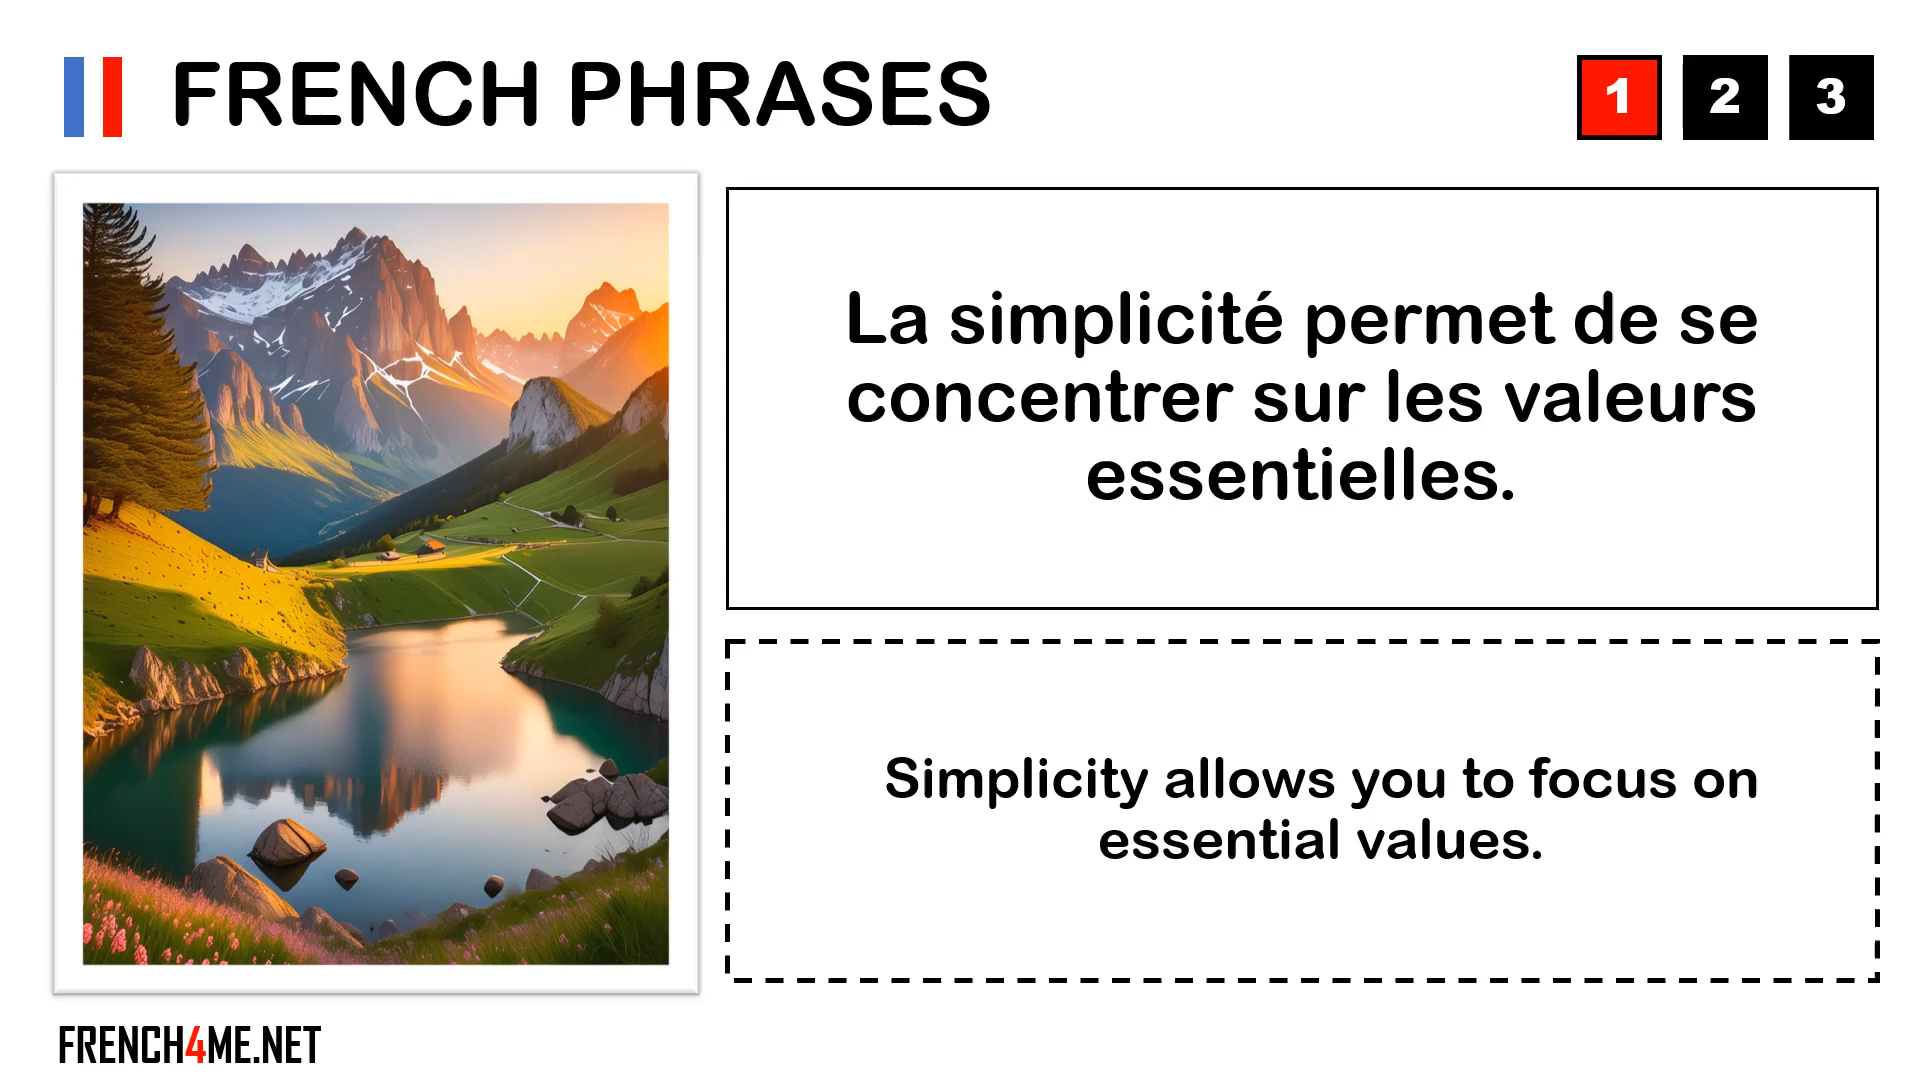 FRENCH PHRASES
1 2 3
La simplicité permet de se
concentrer sur les valeurs
essentielles.
Simplicity allows you to focus on
essential values.
FRENCH4ME.NET